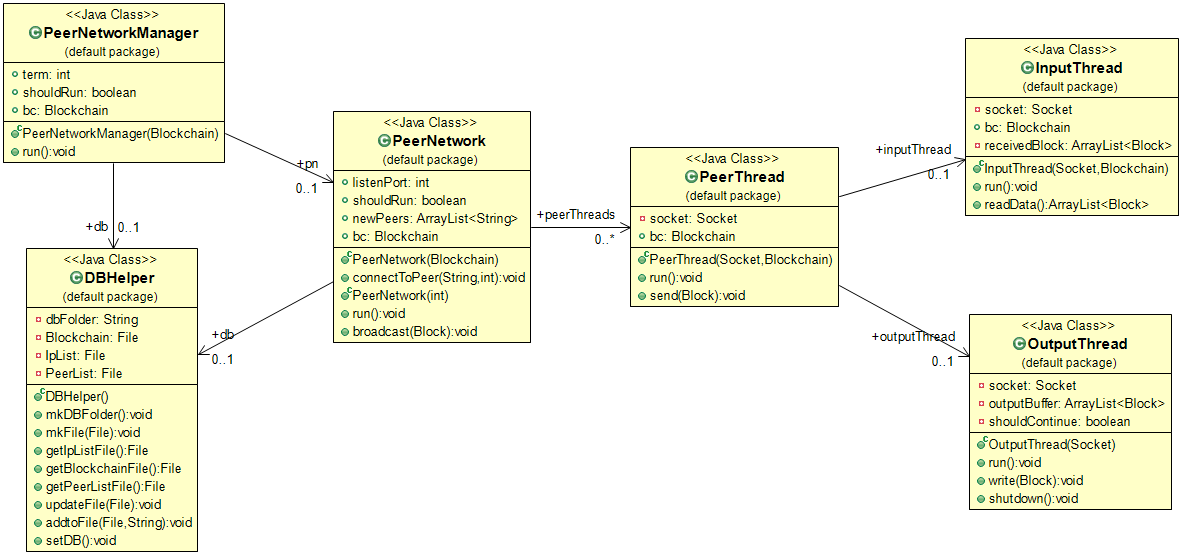 <<Java Class>>
PeerNetworkManager
(default package)
term: int
shouldRun: boolean
bc: Blockchain
PeerNetworkManager(Blockchain)
run():void
+pn
0..1
+db
0..1
<<Java Class>>
DBHelper
(default package)
dbFolder: String
Blockchain: File
IpList: File
PeerList: File
DBHelper()
mkDBFolder():void
mkFile(File):void
getIpListFile():File
getBlockchainFile():File
getPeerListFile():File
updateFile(File):void
addtoFile(File,String):void
setDB():void
<<Java Class>>
PeerNetwork
(default package)
listenPort: int
shouldRun: boolean
newPeers: ArrayList<String>
bc: Blockchain
PeerNetwork(Blockchain)
connectToPeer(String,int):void
PeerNetwork(int)
run():void
broadcast(Block):void
+db
0..1
+peerThreads
0..*
<<Java Class>>
PeerThread
(default package)
socket: Socket
bc: Blockchain
PeerThread(Socket,Blockchain)
run():void
send(Block):void
+inputThread
0..1
+outputThread
0..1
<<Java Class>>
InputThread
(default package)
socket: Socket
bc: Blockchain
receivedBlock: ArrayList<Block>
InputThread(Socket,Blockchain)
run():void
readData():ArrayList<Block>
<<Java Class>>
OutputThread
(default package)
socket: Socket
outputBuffer: ArrayList<Block>
shouldContinue: boolean
OutputThread(Socket)
run():void
write(Block):void
shutdown():void